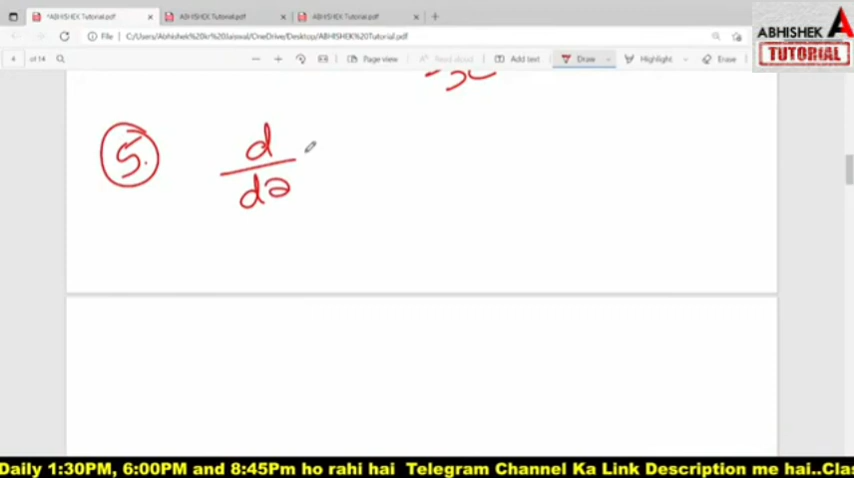 *ABHISHEK Tutorial.pdf
ABHISHEK Tutorial.pdf
ABHISHEK Tutorial.pdf
File
C:/Users/Abhishek%20kr%20Jaiswal/OneDrive/Desktop/ABHISHEK%20Tutorial.pdf
4 of 14
Page view
Read aloud
Add text
Draw
Highlight
Erase
ABHISHEK A
TUTORIAL
5.
d
d2
Daily 1:30PM, 6:00PM and 8:45Pm ho rahi hai Telegram Channel Ka Link Description me hai..Clas